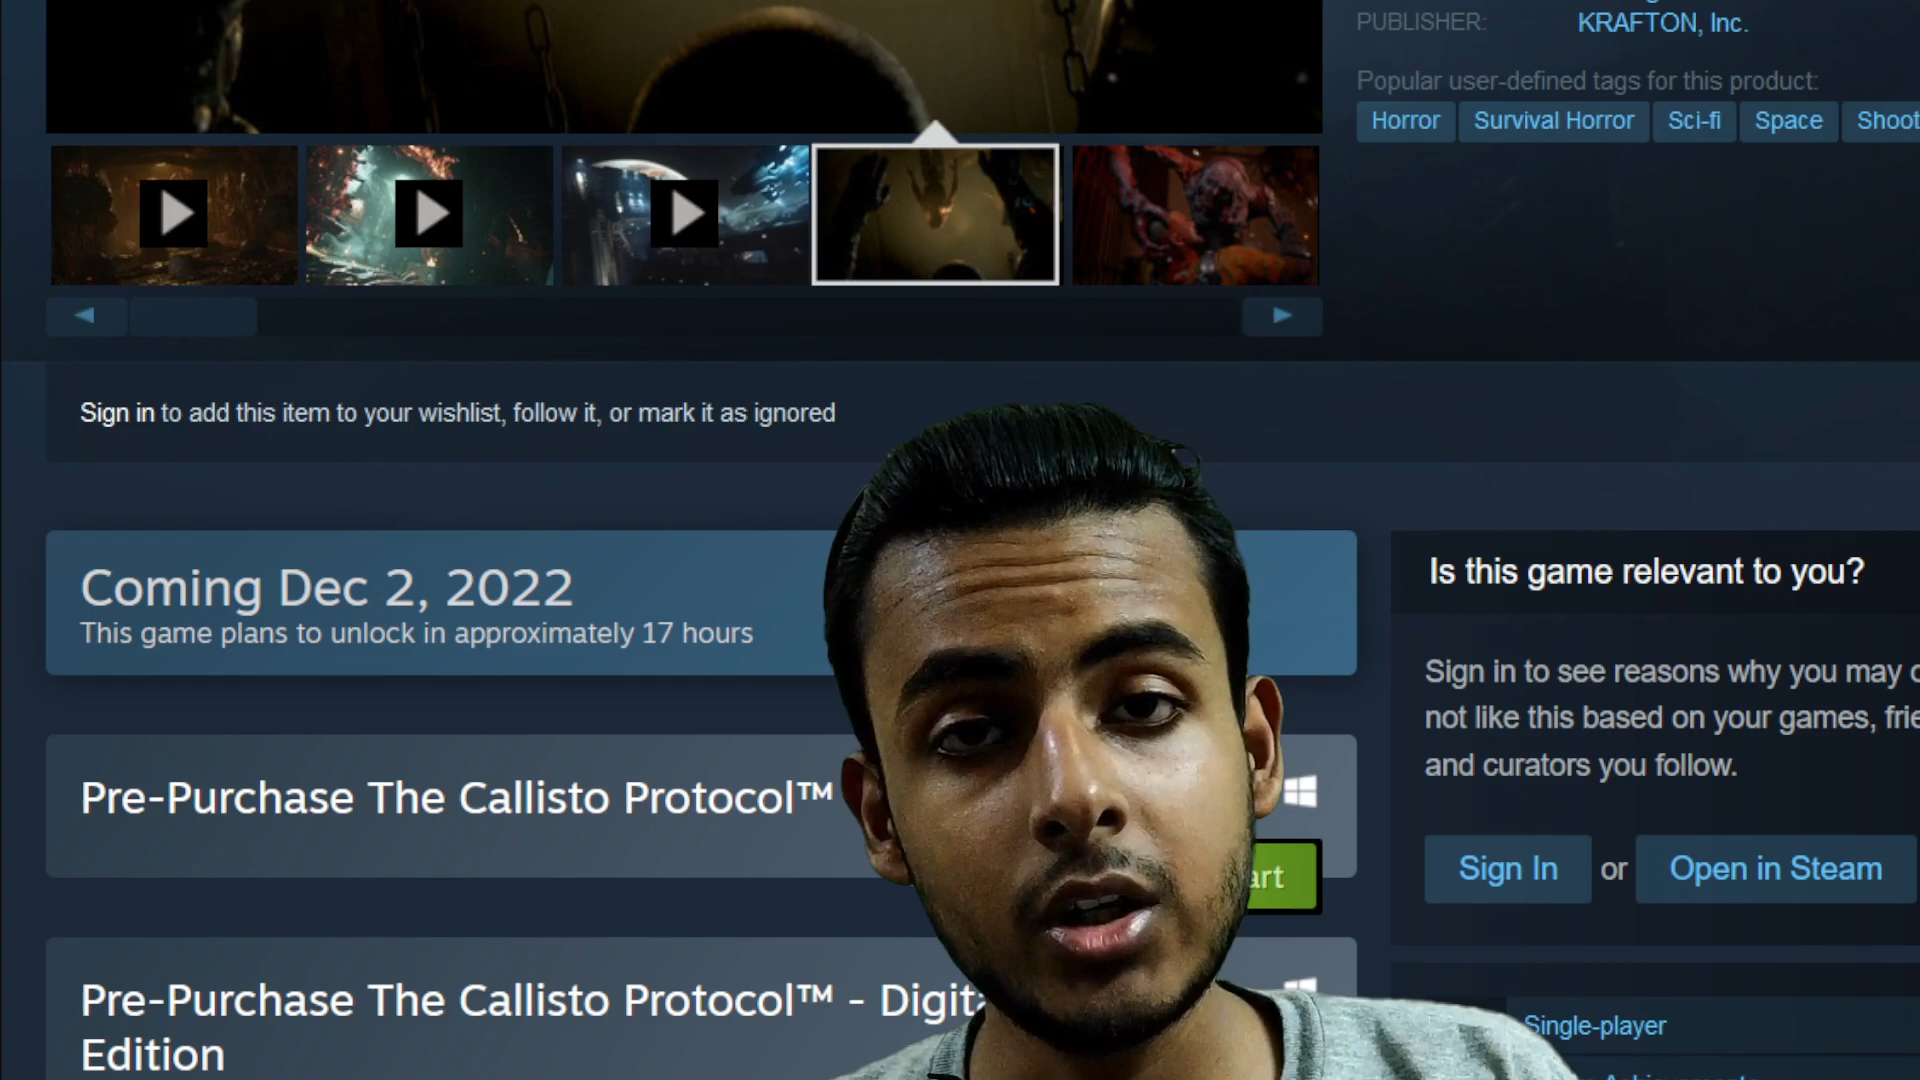 PUBLISHER: KRAFTON, Inc.
Popular user-defined tags for this product:
Horror Survival Horror Sci-fi Space Shoot
Sign in to add this item to your wishlist, follow it, or mark it as ignored
Coming Dec 2, 2022
This game plans to unlock in approximately 17 hours
Is this game relevant to you?
Sign in to see reasons why you may o
not like this based on your games, frie
and curators you follow.
Sign In or Open in Steam
Pre-Purchase The Callisto Protocol™
art
Pre-Purchase The Callisto Protocol™ - Digita
Edition
Single-player